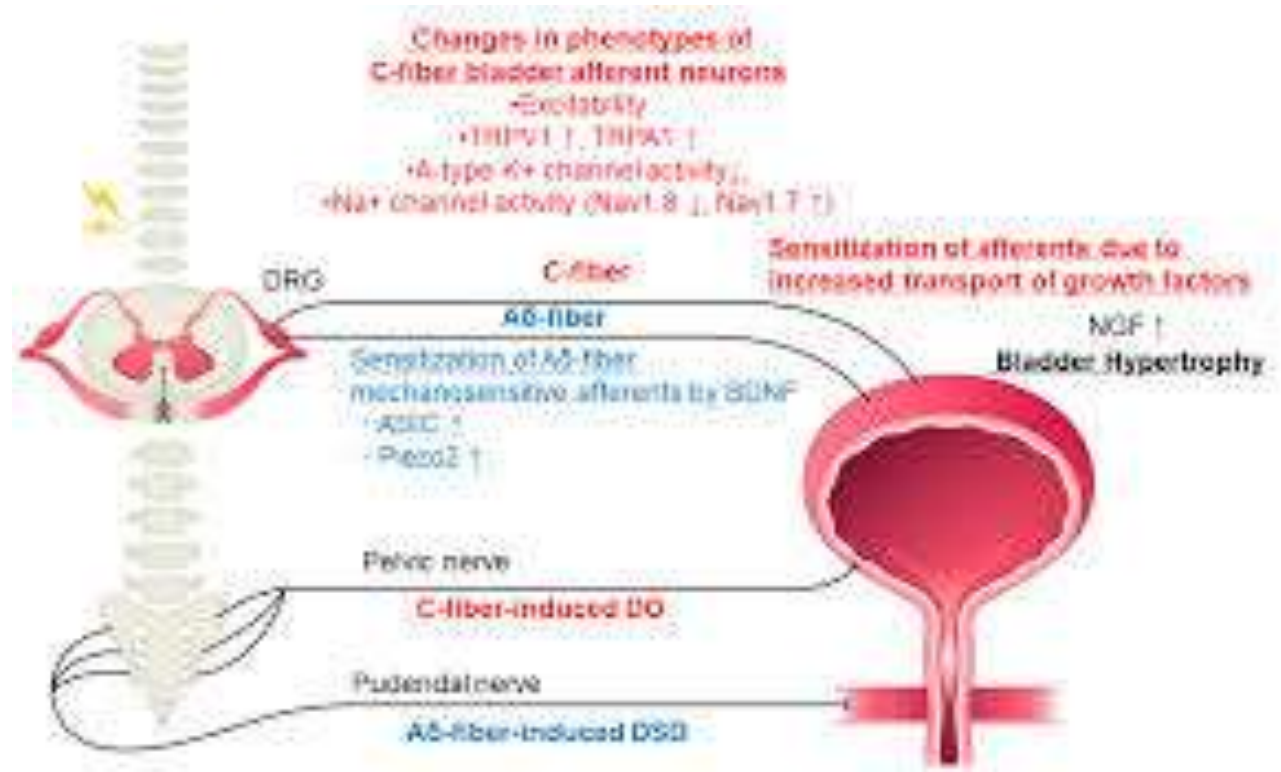 Changes in phenotypes of
C-fiber bladder afferent neurons
•Excitability
•TRPV1 ↑, TRPA1 ↑
•A-type K+ channel activity↓,
•Na+ channel activity (Nav1.8 ↓, Nav1.7 ↑)
Sensitization of afferents due to
increased transport of growth factors
NGF ↑
Bladder Hypertrophy
DRG
C-fiber
Aδ-fiber
Sensitization of Aδ-fiber
mechanosensitive afferents by BDNF
- ASIC ↑
- Piezo2 ↑
Pelvic nerve
C-fiber-induced DO
Pudendal nerve
Aδ-fiber-induced DSD